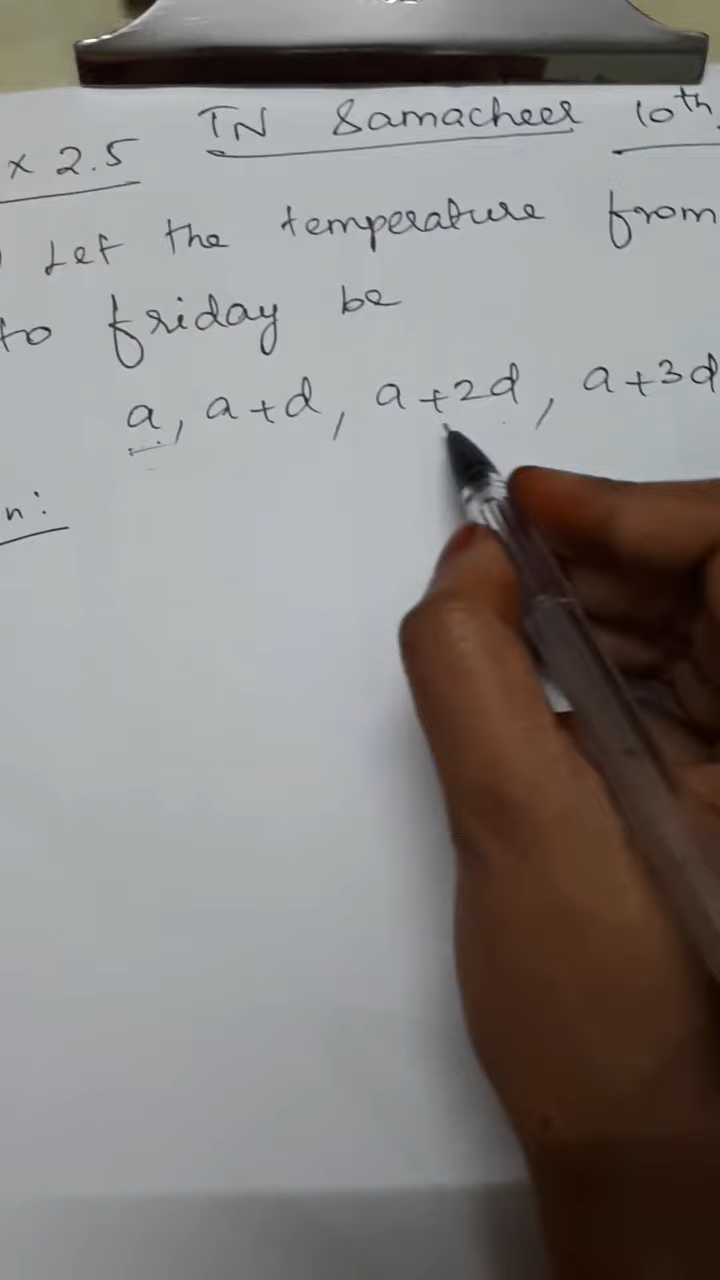 x 2.5 TN Samacheer 10th.
Let the temperature from
to friday be
a, a+d, a+2d, a+3d
n: